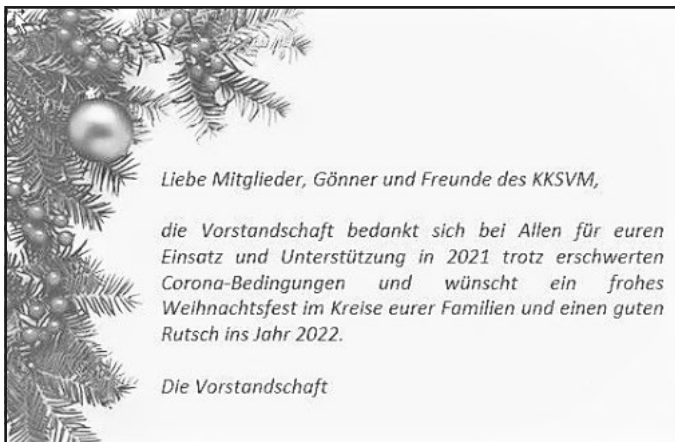 Liebe Mitglieder, Gönner und Freunde des KKSVM,
die Vorstandschaft bedankt sich bei Allen für euren
Einsatz und Unterstützung in 2021 trotz erschwerten
Corona-Bedingungen und wünscht ein frohes
Weihnachtsfest im Kreise eurer Familien und einen guten
Rutsch ins Jahr 2022.
Die Vorstandschaft